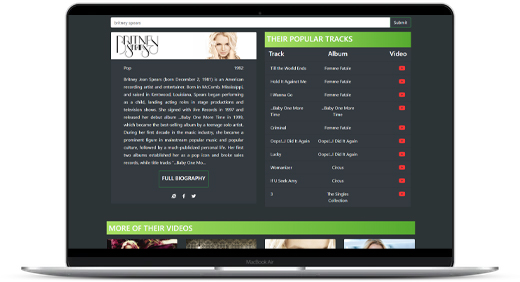 britney spears
Submit
BRITNEY
SPEARS
Pop
1982
Britney Jean Spears (born December 2, 1981) is an American
recording artist and entertainer. Born in McComb, Mississippi,
and raised in Kentwood, Louisiana, Spears began performing
as a child, landing acting roles in stage productions and
television shows. She signed with Jive Records in 1997 and
released her debut album ...Baby One More Time in 1999,
which became the best-selling album by a teenage solo artist.
During her first decade in the music industry, she became a
prominent figure in mainstream popular music and popular
culture, followed by a much-publicized personal life. Her first
two albums established her as a pop icon and broke sales
records, while title tracks "...Baby One Mo...
FULL BIOGRAPHY
THEIR POPULAR TRACKS
Track Album Video
Till the World Ends Femme Fatale
Hold It Against Me Femme Fatale
I Wanna Go Femme Fatale
...Baby One More Time ...Baby One More Time
Criminal Femme Fatale
Oops!...I Did It Again Oops!...I Did It Again
Lucky Oops!...I Did It Again
Womanizer Circus
If U Seek Amy Circus
3 The Singles Collection
MORE OF THEIR VIDEOS
MacBook Air